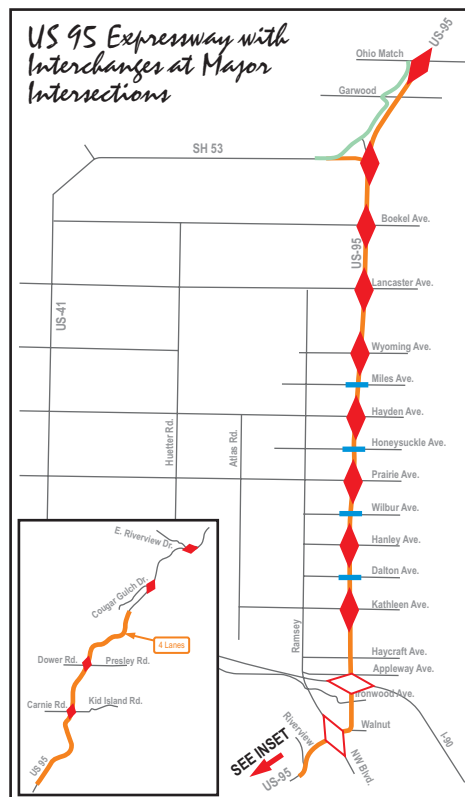 US 95 Expressway with
Interchanges at Major
Intersections
US-95
Ohio Match
Garwood
SH 53
Boekel Ave.
US-95
Lancaster Ave.
US-41
Wyoming Ave.
Miles Ave.
Hayden Ave.
Huetter Rd.
Atlas Rd.
Honeysuckle Ave.
Prairie Ave.
Wilbur Ave.
Hanley Ave.
Dalton Ave.
Kathleen Ave.
Ramsey
Haycraft Ave.
Appleway Ave.
Ironwood Ave.
Walnut
I-90
Riverview
NW Blvd.
SEE INSET
US-95
E. Riverview Dr.
Cougar Gulch Dr.
4 Lanes
Dower Rd.
Presley Rd.
Carnie Rd.
Kid Island Rd.
US 95